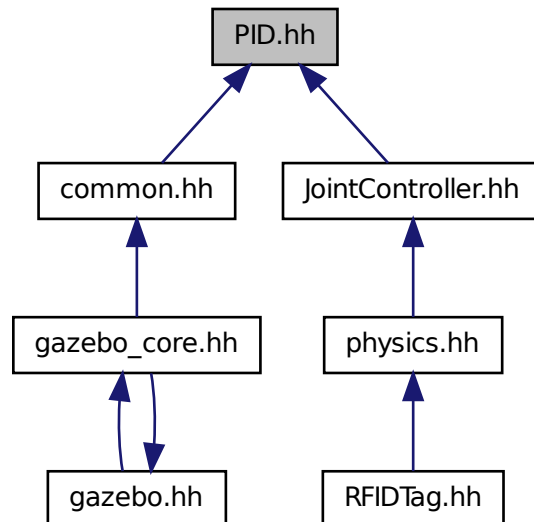 PID.hh
common.hh
JointController.hh
gazebo_core.hh
physics.hh
gazebo.hh
RFIDTag.hh